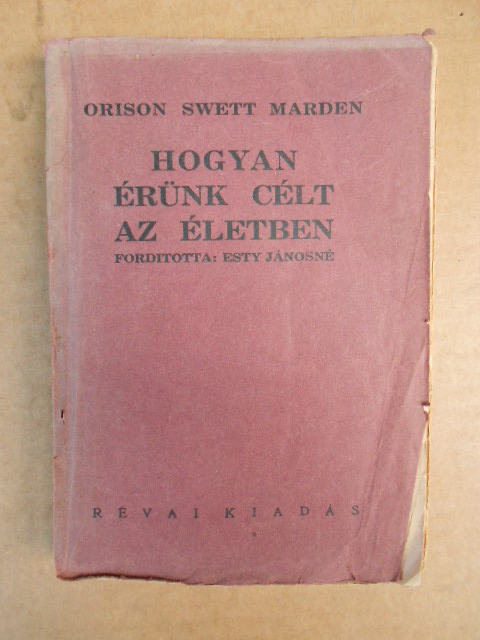 ORISON SWETT MARDEN
HOGYAN
ÉRÜNK CÉLT
AZ ÉLETBEN
FORDITOTTA: ESTY JÁNOSNÉ
RÉVAI KIADÁS